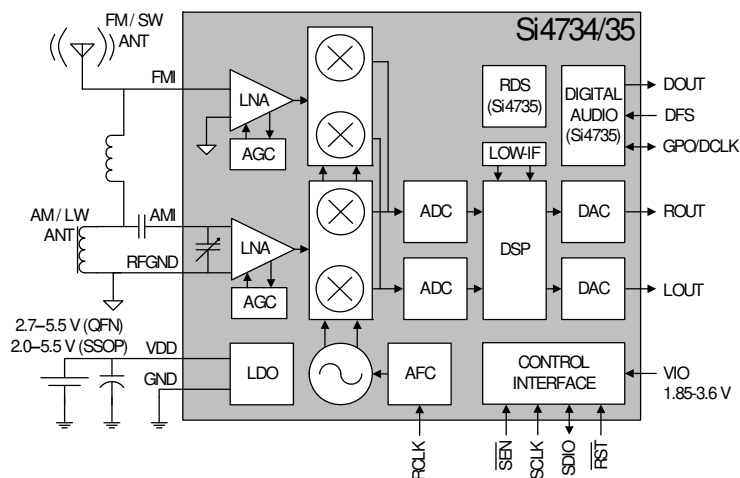 Si4734/35
FM / SW
ANT
FMI
LNA
AGC
RDS
(Si4735)
DIGITAL
AUDIO
(Si4735)
DOUT
DFS
GPO/DCLK
LOW-IF
AM / LW
ANT
AMI
RFGND
LNA
AGC
ADC
ADC
DSP
DAC
DAC
ROUT
LOUT
2.7–5.5 V (QFN)
2.0–5.5 V (SSOP)
VDD
GND
LDO
AFC
CONTROL
INTERFACE
VIO
1.85-3.6 V
RCLK
SEN
SCLK
SDIO
RST